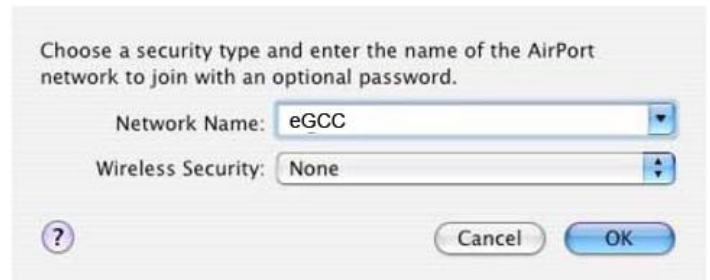 Choose a security type and enter the name of the AirPort
network to join with an optional password.
Network Name: eGCC
Wireless Security: None
? Cancel OK